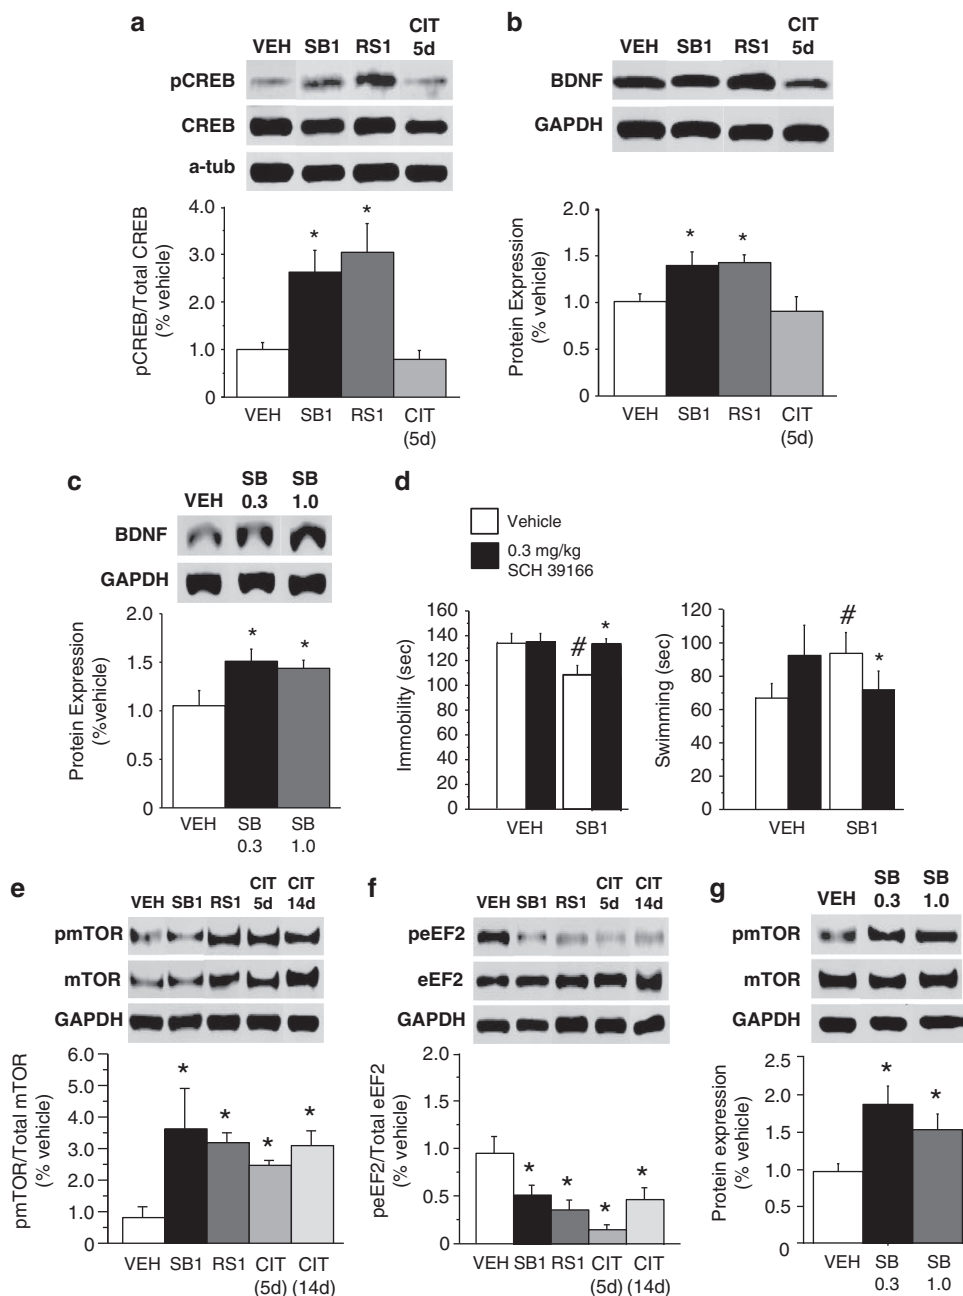 a
VEH SB1 RS1 CIT 5d
pCREB
CREB
a-tub
pCREB/Total CREB
(% vehicle)
4.0
3.0
2.0
1.0
0
*
*
VEH SB1 RS1 CIT
(5d)
b
VEH SB1 RS1 CIT 5d
BDNF
GAPDH
Protein Expression
(% vehicle)
2.0
1.5
1.0
0.5
0
*
*
VEH SB1 RS1 CIT
(5d)
c
VEH SB 0.3 SB 1.0
BDNF
GAPDH
Protein Expression
(%vehicle)
2.0
1.5
1.0
0.5
0
*
*
VEH SB SB
0.3 1.0
d
Vehicle
0.3 mg/kg
SCH 39166
Immobility (sec)
160
140
120
100
80
60
40
20
0
#
*
VEH SB1
Swimming (sec)
120
100
80
60
40
20
0
#
*
VEH SB1
e
VEH SB1 RS1 CIT 5d CIT 14d
pmTOR
mTOR
GAPDH
pmTOR/Total mTOR
(% vehicle)
6.0
5.0
4.0
3.0
2.0
1.0
0
*
*
*
*
VEH SB1 RS1 CIT CIT
(5d) (14d)
f
VEH SB1 RS1 CIT 5d CIT 14d
peEF2
eEF2
GAPDH
peEF2/Total eEF2
(% vehicle)
2.0
1.5
1.0
0.5
0
*
*
*
*
VEH SB1 RS1 CIT CIT
(5d) (14d)
g
VEH SB 0.3 SB 1.0
pmTOR
mTOR
GAPDH
Protein expression
(% vehicle)
2.5
2.0
1.5
1.0
0.5
0
*
*
VEH SB SB
0.3 1.0